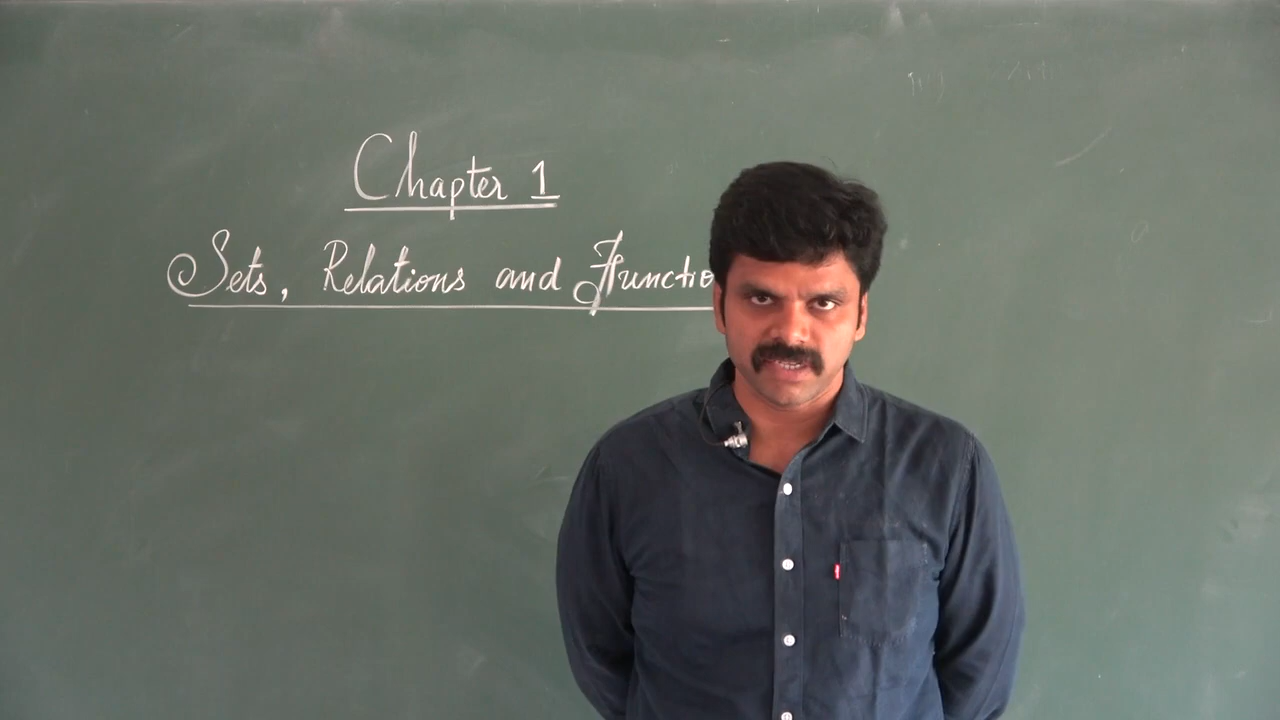 Chapter 1
Sets, Relations and Functio